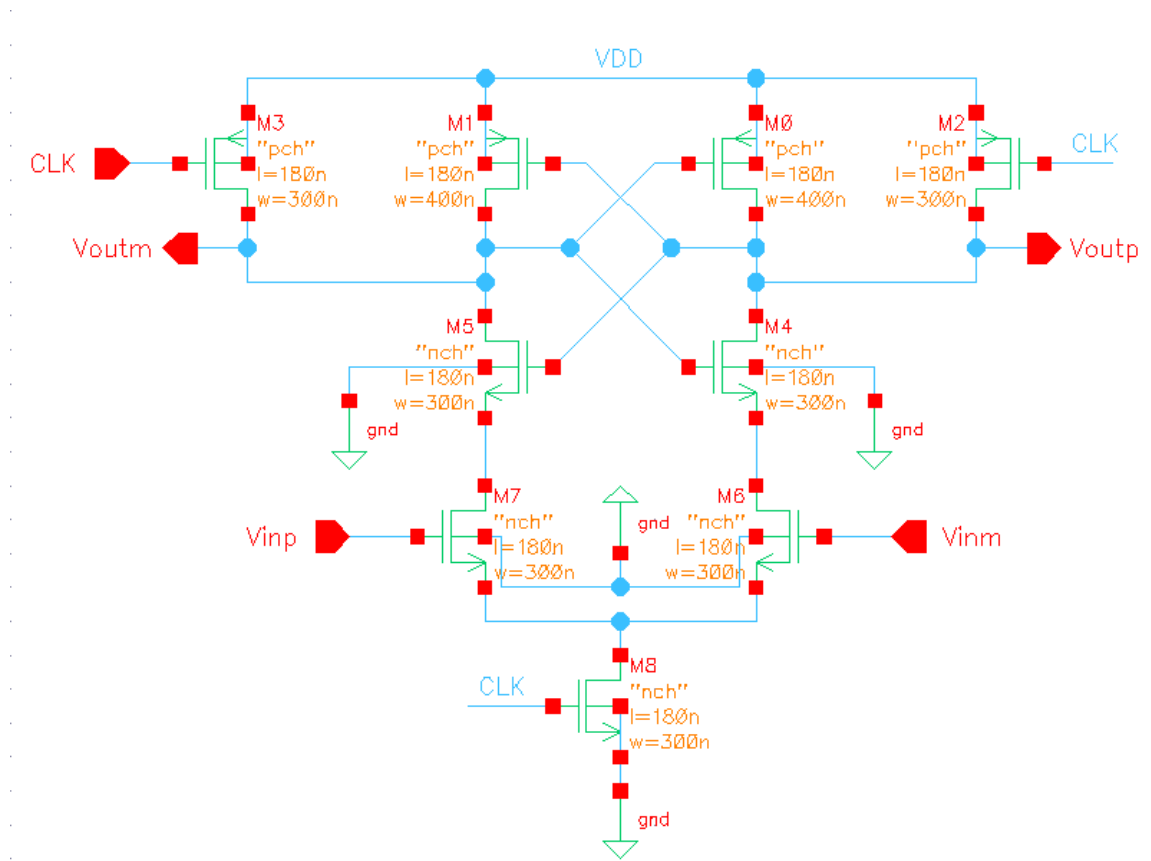 VDD
M3
"pch"
l=180n
w=300n
M1
"pch"
l=180n
w=400n
MØ
"pch"
l=180n
w=400n
M2
"pch"
l=180n
w=300n
CLK
CLK
Voutm
Voutp
M5
"nch"
l=180n
w=300n
M4
"nch"
l=180n
w=300n
gnd
gnd
M7
"nch"
l=180n
w=300n
gnd
M6
"nch"
l=180n
w=300n
Vinp
Vinm
M8
"nch"
l=180n
w=300n
CLK
gnd